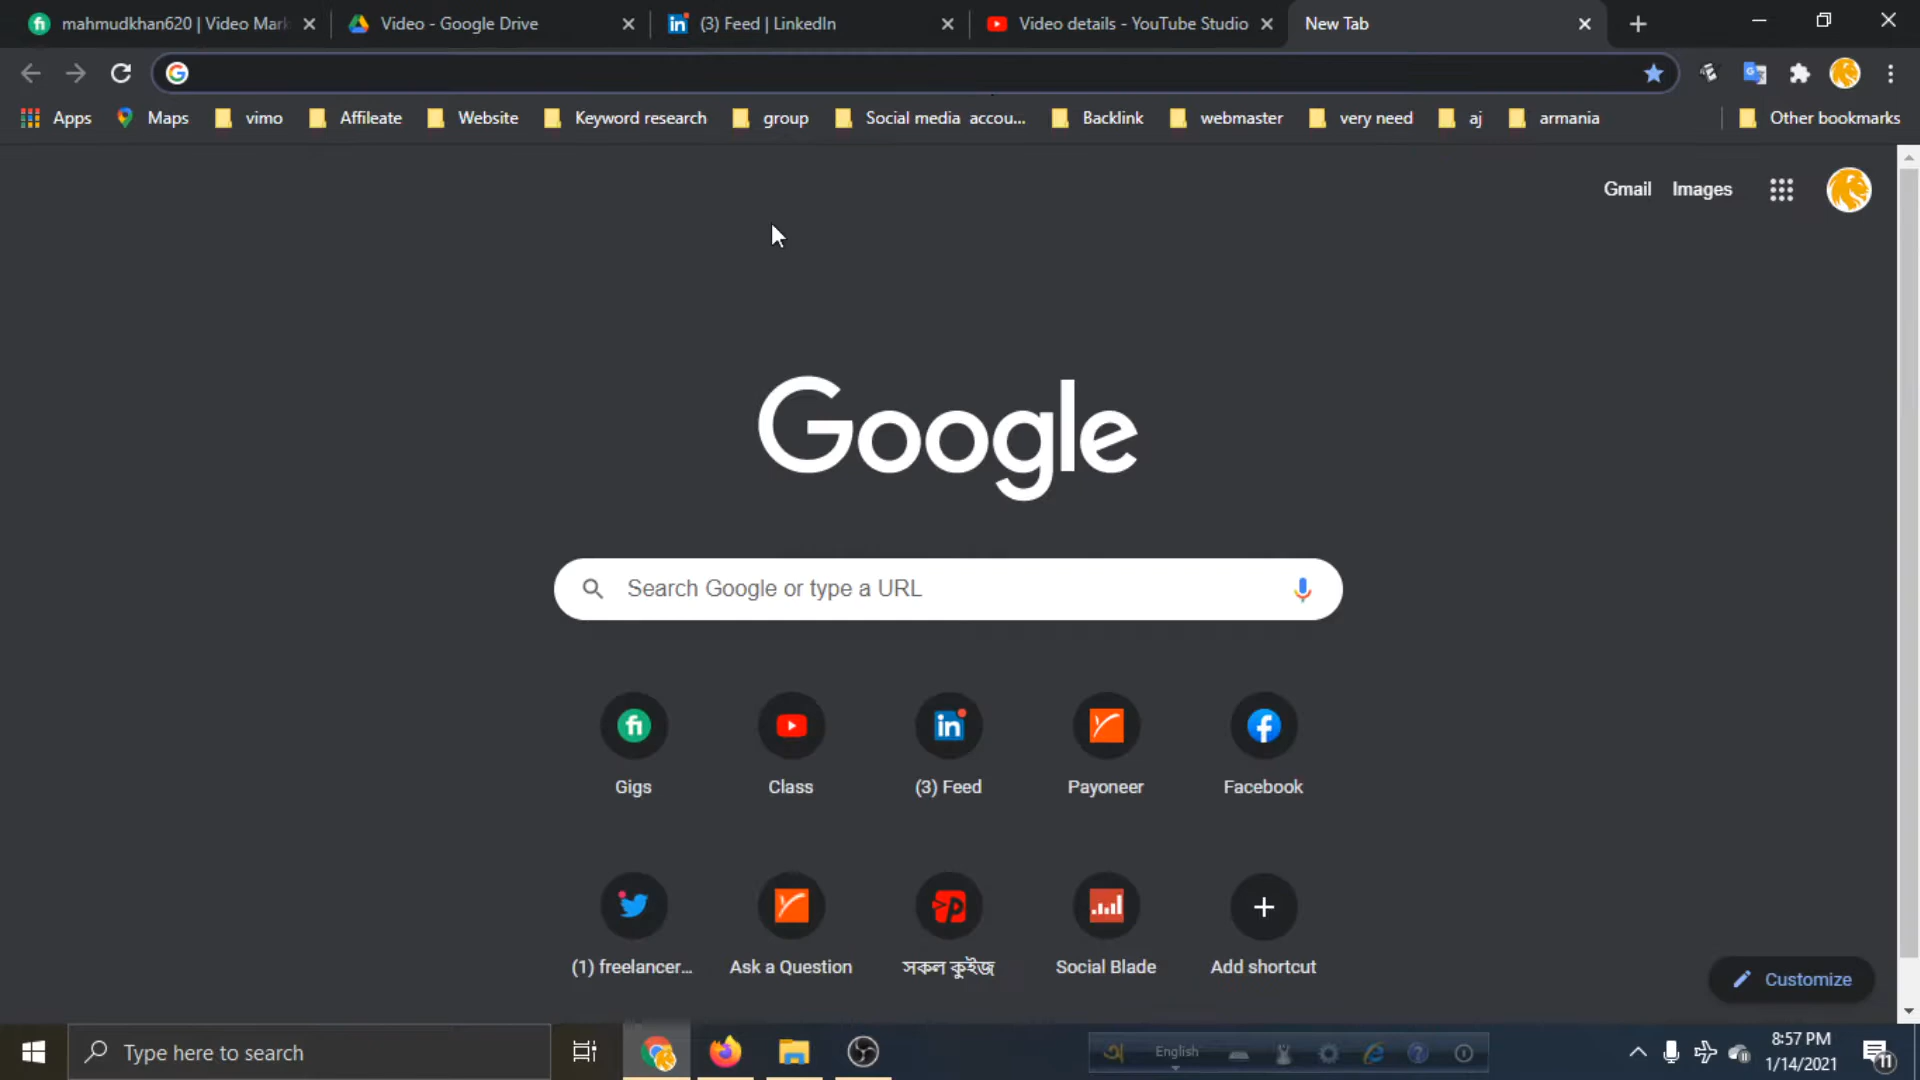 mahmudkhan620 | Video Mark
Video - Google Drive
(3) Feed | LinkedIn
Video details - YouTube Studio
New Tab
Apps
Maps
vimo
Affileate
Website
Keyword research
group
Social media accou...
Backlink
webmaster
very need
aj
armania
Other bookmarks
Gmail
Images
Google
Search Google or type a URL
Gigs
Class
(3) Feed
Payoneer
Facebook
(1) freelancer...
Ask a Question
সকল কুইজ
Social Blade
Add shortcut
Customize
Type here to search
English
8:57 PM
1/14/2021
11